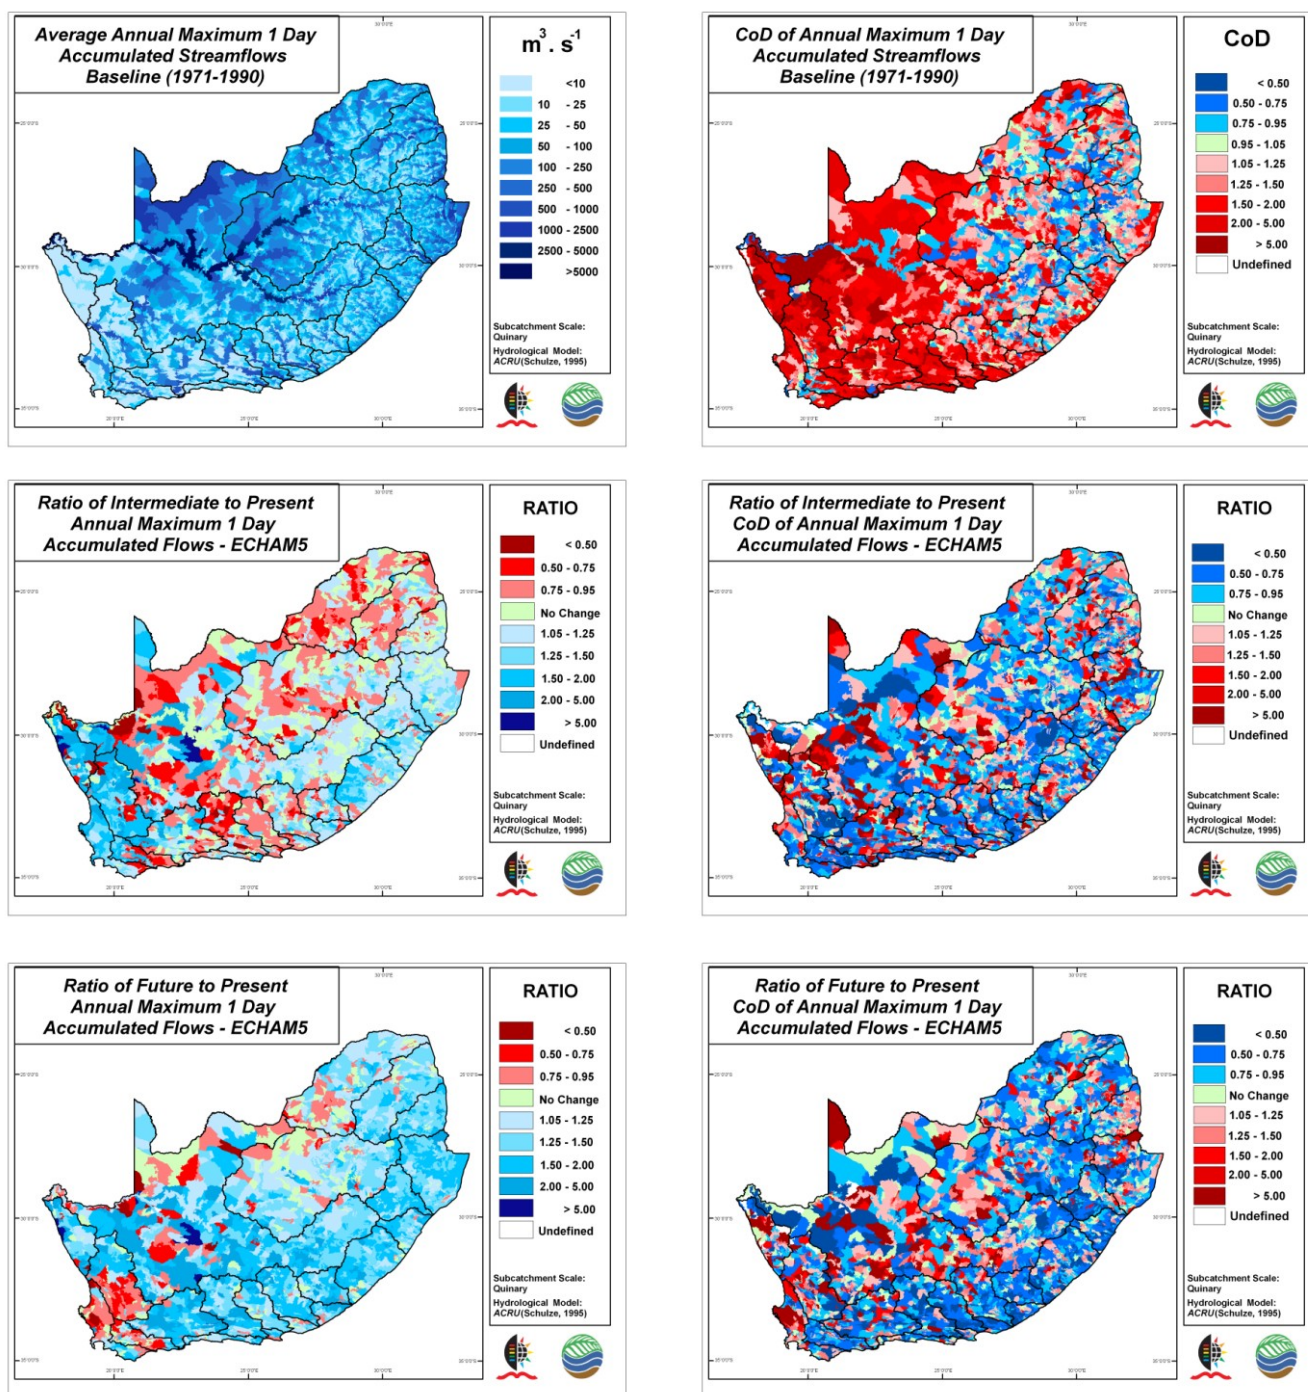 Average Annual Maximum 1 Day
Accumulated Streamflows
Baseline (1971-1990)
m³ . s⁻¹
<10
10 - 25
25 - 50
50 - 100
100 - 250
250 - 500
500 - 1000
1000 - 2500
2500 - 5000
>5000
Subcatchment Scale:
Quinary
Hydrological Model:
ACRU(Schulze, 1995)
CoD of Annual Maximum 1 Day
Accumulated Streamflows
Baseline (1971-1990)
CoD
< 0.50
0.50 - 0.75
0.75 - 0.95
0.95 - 1.05
1.05 - 1.25
1.25 - 1.50
1.50 - 2.00
2.00 - 5.00
> 5.00
Undefined
Subcatchment Scale:
Quinary
Hydrological Model:
ACRU(Schulze, 1995)
Ratio of Intermediate to Present
Annual Maximum 1 Day
Accumulated Flows - ECHAM5
RATIO
< 0.50
0.50 - 0.75
0.75 - 0.95
No Change
1.05 - 1.25
1.25 - 1.50
1.50 - 2.00
2.00 - 5.00
> 5.00
Undefined
Subcatchment Scale:
Quinary
Hydrological Model:
ACRU(Schulze, 1995)
Ratio of Intermediate to Present
CoD of Annual Maximum 1 Day
Accumulated Flows - ECHAM5
RATIO
< 0.50
0.50 - 0.75
0.75 - 0.95
No Change
1.05 - 1.25
1.25 - 1.50
1.50 - 2.00
2.00 - 5.00
> 5.00
Undefined
Subcatchment Scale:
Quinary
Hydrological Model:
ACRU(Schulze, 1995)
Ratio of Future to Present
Annual Maximum 1 Day
Accumulated Flows - ECHAM5
RATIO
< 0.50
0.50 - 0.75
0.75 - 0.95
No Change
1.05 - 1.25
1.25 - 1.50
1.50 - 2.00
2.00 - 5.00
> 5.00
Undefined
Subcatchment Scale:
Quinary
Hydrological Model:
ACRU(Schulze, 1995)
Ratio of Future to Present
CoD of Annual Maximum 1 Day
Accumulated Flows - ECHAM5
RATIO
< 0.50
0.50 - 0.75
0.75 - 0.95
No Change
1.05 - 1.25
1.25 - 1.50
1.50 - 2.00
2.00 - 5.00
> 5.00
Undefined
Subcatchment Scale:
Quinary
Hydrological Model:
ACRU(Schulze, 1995)